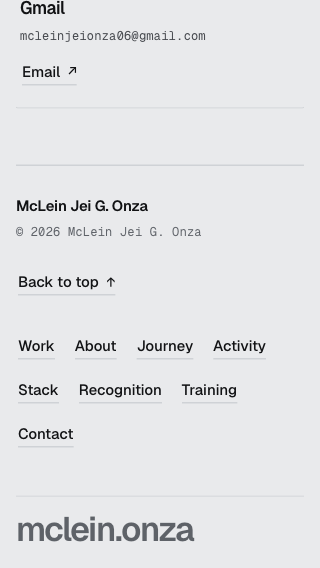 Gmail
mcleinjeionza06@gmail.com
Email ↗
McLein Jei G. Onza
© 2026 McLein Jei G. Onza
Back to top ↑
Work About Journey Activity
Stack Recognition Training
Contact
mclein.onza